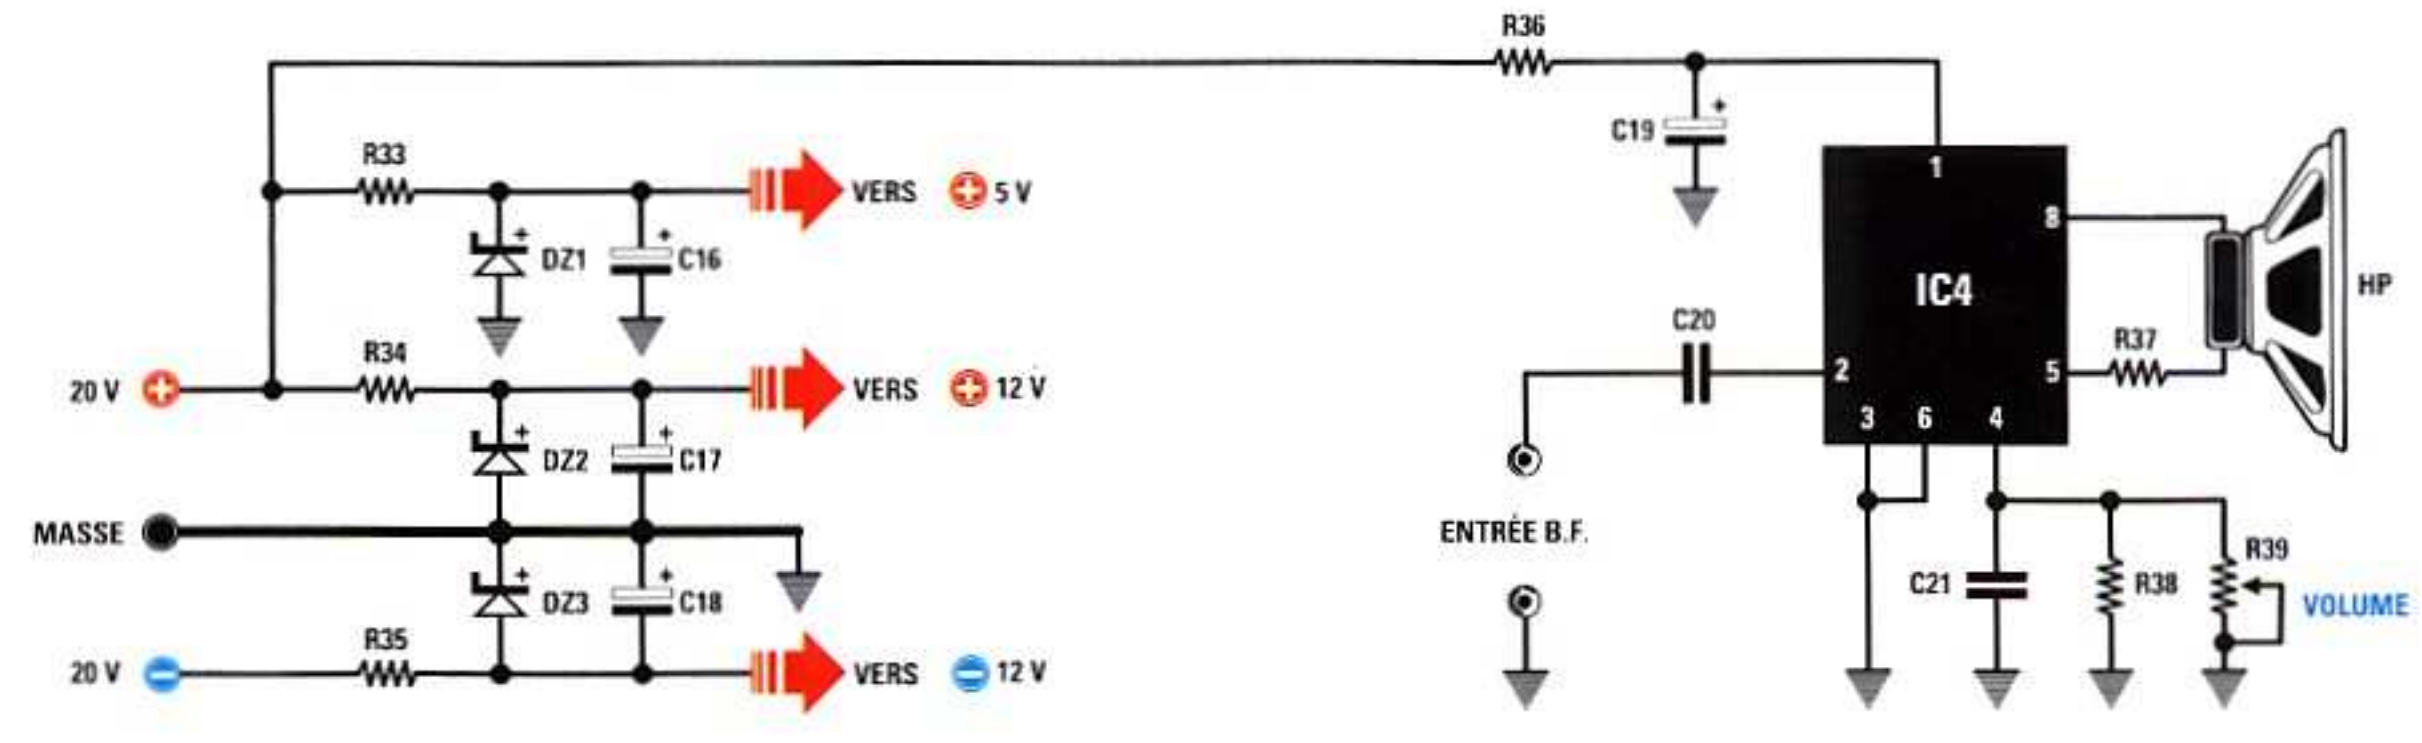 R36
C19 +
R33
VERS + 5 V
+
DZ1
+
C16
1
8
IC4
HP
C20
R37
2
5
3 6 4
R34
20 V +
VERS + 12 V
+
DZ2
+
C17
MASSE
ENTRÉE B.F.
+
DZ3
+
C18
C21
R38
R39
VOLUME
R35
20 V −
VERS − 12 V